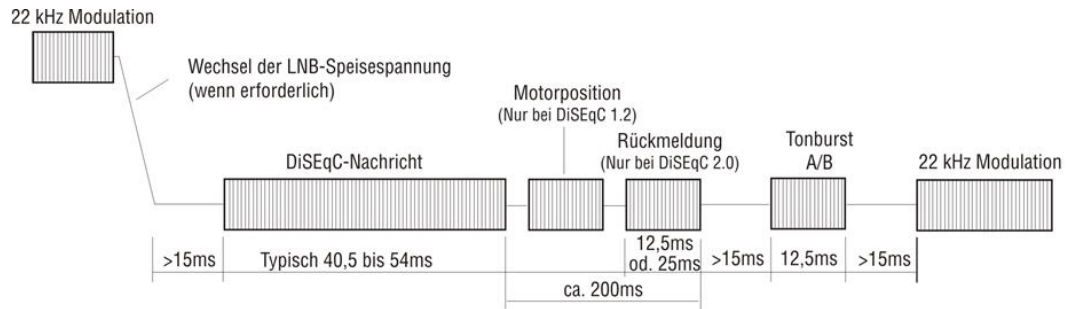 22 kHz Modulation
Wechsel der LNB-Speisespannung
(wenn erforderlich)
Motorposition
(Nur bei DiSEqC 1.2)
Rückmeldung
(Nur bei DiSEqC 2.0)
Tonburst
A/B
DiSEqC-Nachricht
22 kHz Modulation
>15ms
Typisch 40,5 bis 54ms
12,5ms
od. 25ms
>15ms
12,5ms
>15ms
ca. 200ms